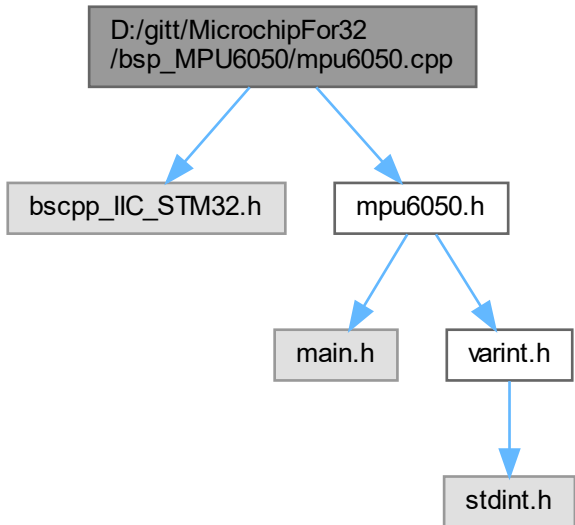 D:/gitt/MicrochipFor32
/bsp_MPU6050/mpu6050.cpp
bscpp_IIC_STM32.h
mpu6050.h
main.h
varint.h
stdint.h